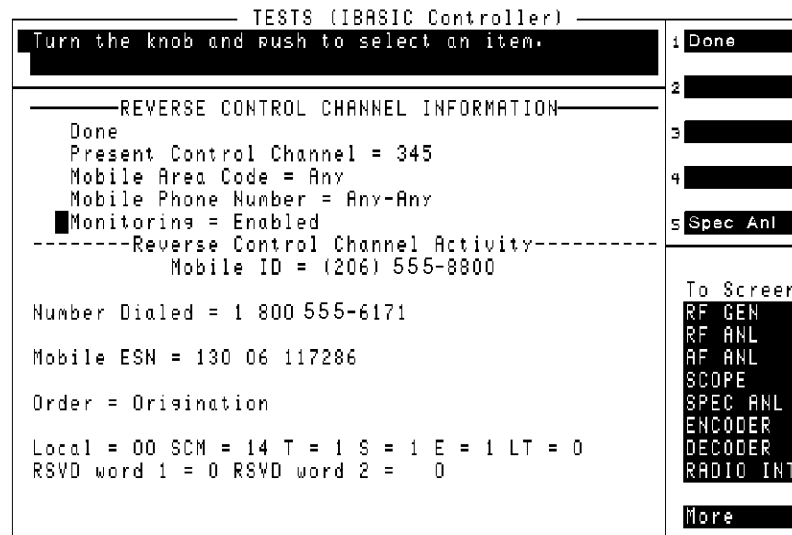 TESTS (IBASIC Controller)
Turn the knob and push to select an item.
REVERSE CONTROL CHANNEL INFORMATION
Done
Present Control Channel = 345
Mobile Area Code = Any
Mobile Phone Number = Any-Any
Monitoring = Enabled
--------Reverse Control Channel Activity----------
Mobile ID = (206) 555-8800
Number Dialed = 1 800 555-6171
Mobile ESN = 130 06 117286
Order = Origination
Local = 00 SCM = 14 T = 1 S = 1 E = 1 LT = 0
RSVD word 1 = 0 RSVD word 2 = 0
1 Done
2
3
4
5 Spec Anl
To Screen
RF GEN
RF ANL
AF ANL
SCOPE
SPEC ANL
ENCODER
DECODER
RADIO INT
More